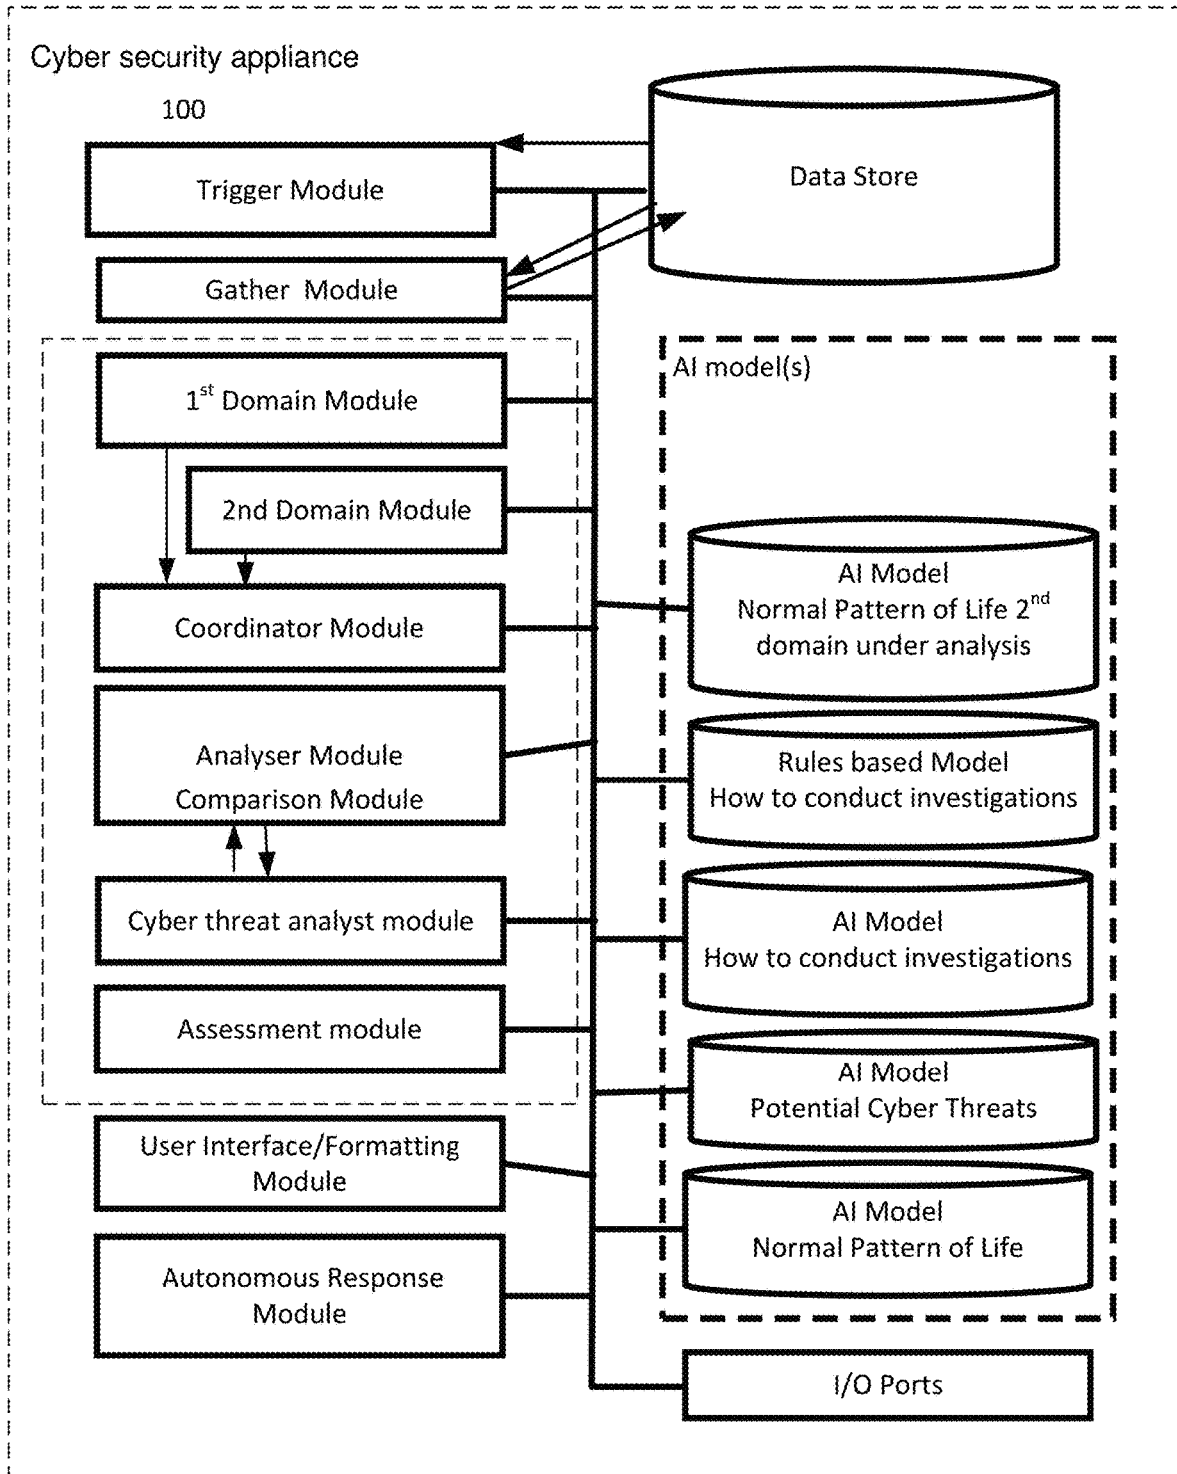 Cyber security appliance
100
Trigger Module
Data Store
Gather Module
1st Domain Module
2nd Domain Module
Coordinator Module
Analyser Module
Comparison Module
Cyber threat analyst module
Assessment module
User Interface/Formatting
Module
Autonomous Response
Module
AI model(s)
AI Model
Normal Pattern of Life 2nd
domain under analysis
Rules based Model
How to conduct investigations
AI Model
How to conduct investigations
AI Model
Potential Cyber Threats
AI Model
Normal Pattern of Life
I/O Ports